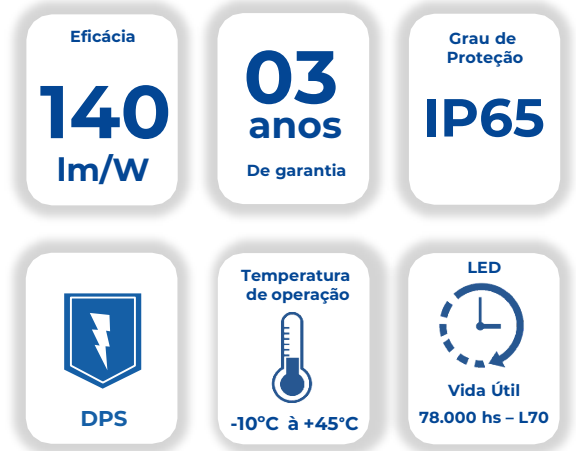 Eficácia
140
lm/W
03
anos
De garantia
Grau de
Proteção
IP65
DPS
Temperatura
de operação
-10ºC à +45°C
LED
Vida Útil
78.000 hs – L70